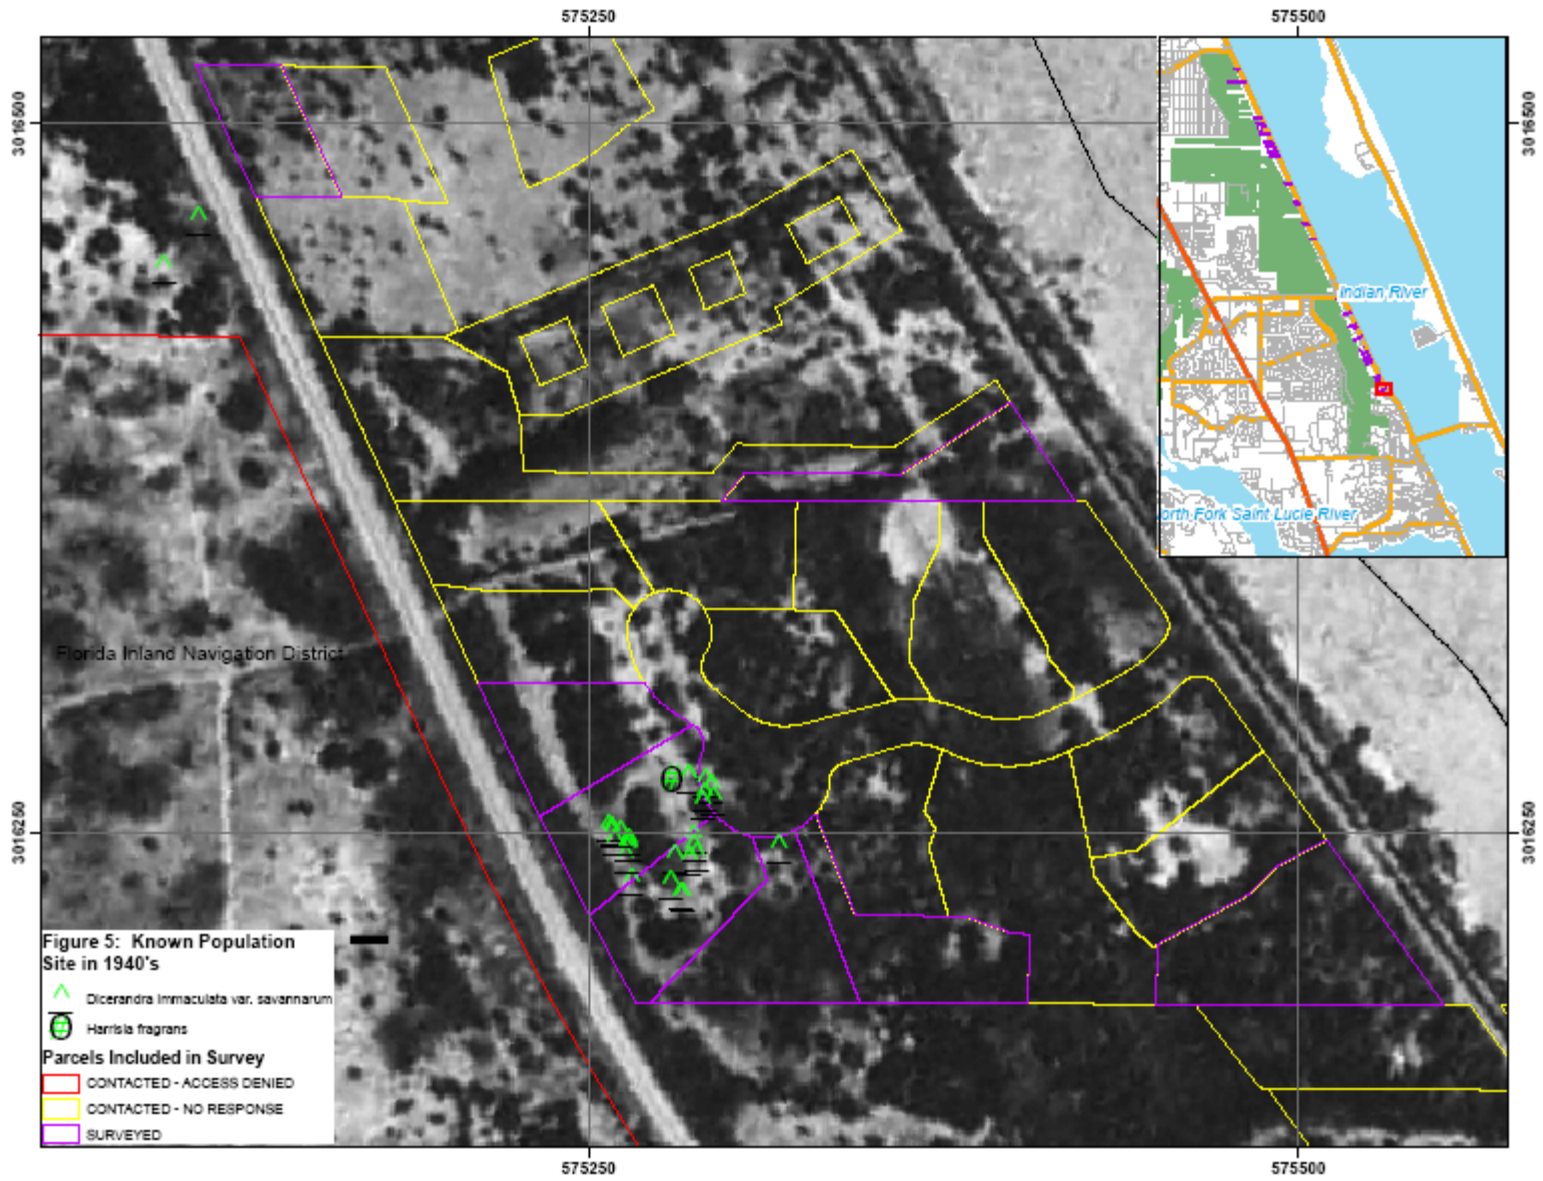 575250
575500
3016500
3016500
Indian River
orth Fork Saint Lucie River
Florida Inland Navigation District
3016250
3016250
Figure 5: Known Population
Site in 1940's
Dicerandra immaculata var. savannarum
Harrisia fragrans
Parcels Included in Survey
CONTACTED - ACCESS DENIED
CONTACTED - NO RESPONSE
SURVEYED
575250
575500